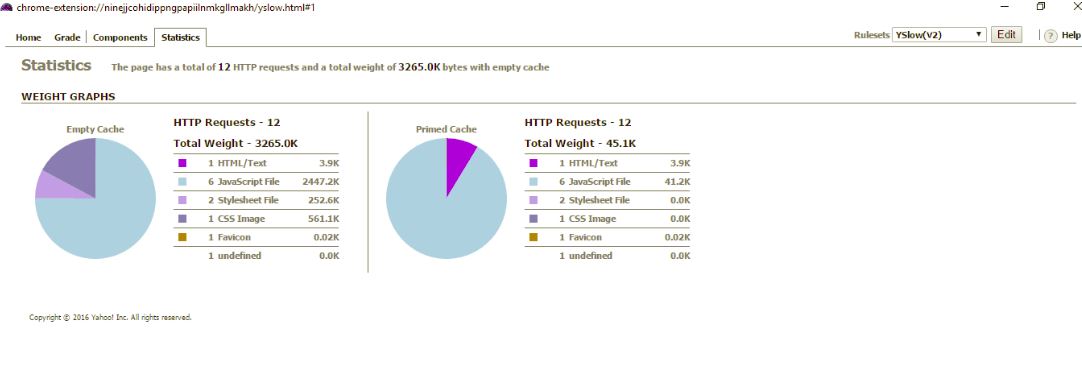 chrome-extension://ninejjcohidippngpapiilnmkgllmakh/yslow.html#1
Home Grade Components Statistics
Rulesets YSlow(V2) Edit ? Help
Statistics The page has a total of 12 HTTP requests and a total weight of 3265.0K bytes with empty cache
WEIGHT GRAPHS
Empty Cache
HTTP Requests - 12
Total Weight - 3265.0K
1 HTML/Text 3.9K
6 JavaScript File 2447.2K
2 Stylesheet File 252.6K
1 CSS Image 561.1K
1 Favicon 0.02K
1 undefined 0.0K
Primed Cache
HTTP Requests - 12
Total Weight - 45.1K
1 HTML/Text 3.9K
6 JavaScript File 41.2K
2 Stylesheet File 0.0K
1 CSS Image 0.0K
1 Favicon 0.02K
1 undefined 0.0K
Copyright © 2016 Yahoo! Inc. All rights reserved.